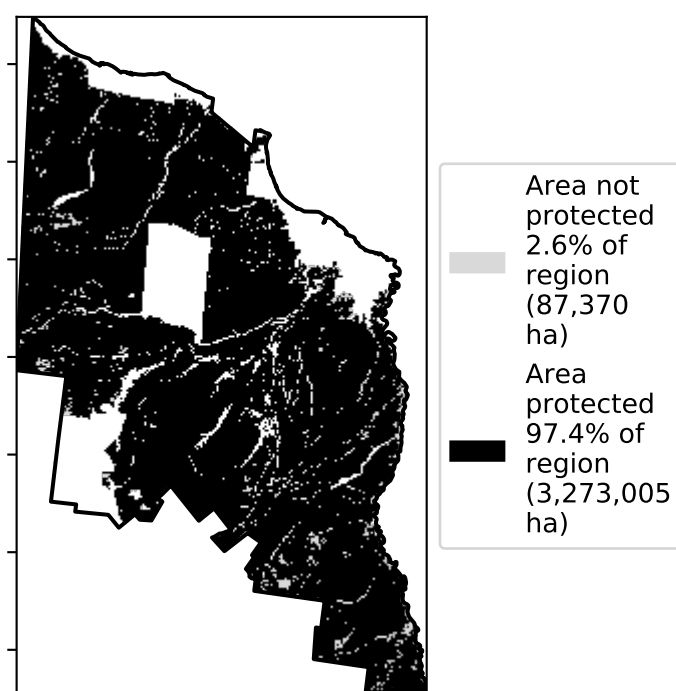 Area not
protected
2.6% of
region
(87,370
ha)
Area
protected
97.4% of
region
(3,273,005
ha)